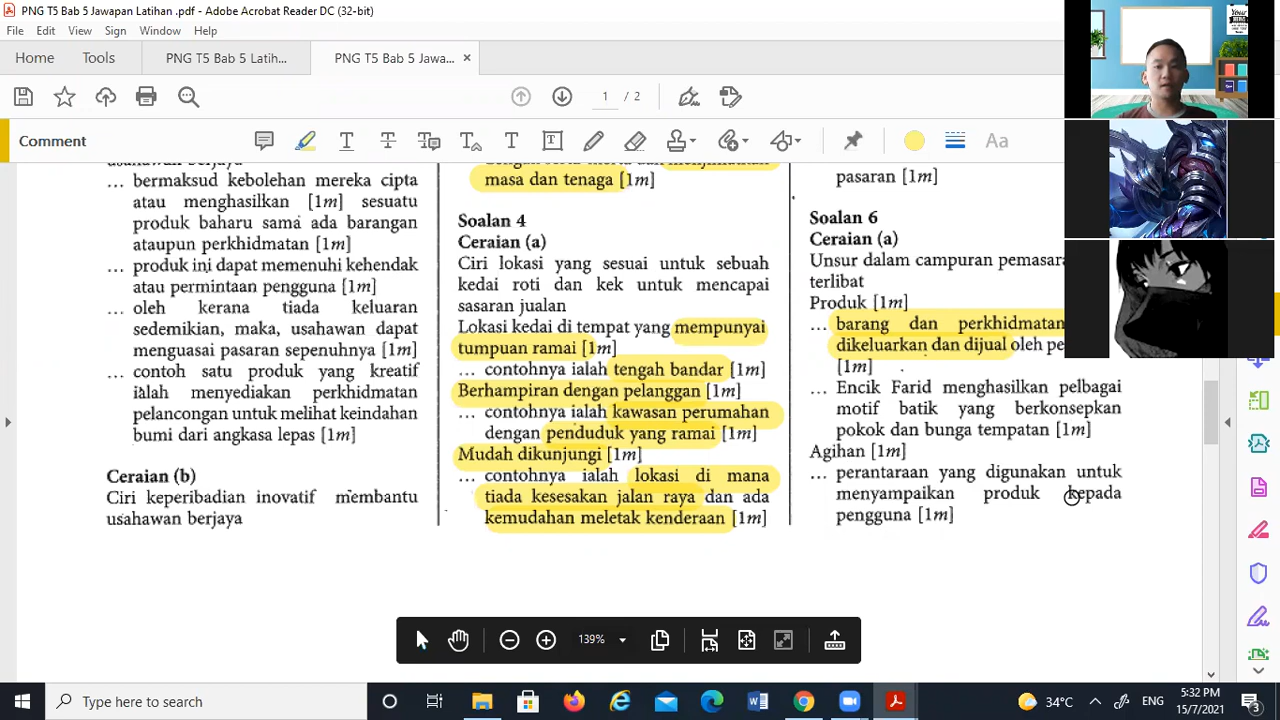 PNG T5 Bab 5 Jawapan Latihan .pdf - Adobe Acrobat Reader DC (32-bit)
File Edit View Sign Window Help
Home Tools PNG T5 Bab 5 Latih... PNG T5 Bab 5 Jawa... ×
1 / 2
Comment
Aa
usahawan berjaya
... bermaksud kebolehan mereka cipta
atau menghasilkan [1m] sesuatu
produk baharu sama ada barangan
ataupun perkhidmatan [1m]
... produk ini dapat memenuhi kehendak
atau permintaan pengguna [1m]
... oleh kerana tiada keluaran
sedemikian, maka, usahawan dapat
menguasai pasaran sepenuhnya [1m]
... contoh satu produk yang kreatif
ialah menyediakan perkhidmatan
pelancongan untuk melihat keindahan
bumi dari angkasa lepas [1m]
Ceraian (b)
Ciri keperibadian inovatif membantu
usahawan berjaya
masa dan tenaga [1m]
Soalan 4
Ceraian (a)
Ciri lokasi yang sesuai untuk sebuah
kedai roti dan kek untuk mencapai
sasaran jualan
Lokasi kedai di tempat yang mempunyai
tumpuan ramai [1m]
... contohnya ialah tengah bandar [1m]
Berhampiran dengan pelanggan [1m]
... contohnya ialah kawasan perumahan
dengan penduduk yang ramai [1m]
Mudah dikunjungi [1m]
... contohnya ialah lokasi di mana
tiada kesesakan jalan raya dan ada
kemudahan meletak kenderaan [1m]
pasaran [1m]
Soalan 6
Ceraian (a)
Unsur dalam campuran pemasara
terlibat
Produk [1m]
... barang dan perkhidmatan
dikeluarkan dan dijual oleh pe
[1m]
... Encik Farid menghasilkan pelbagai
motif batik yang berkonsepkan
pokok dan bunga tempatan [1m]
Agihan [1m]
... perantaraan yang digunakan untuk
menyampaikan produk kepada
pengguna [1m]
139%
Type here to search
34°C ENG
5:32 PM
15/7/2021
3